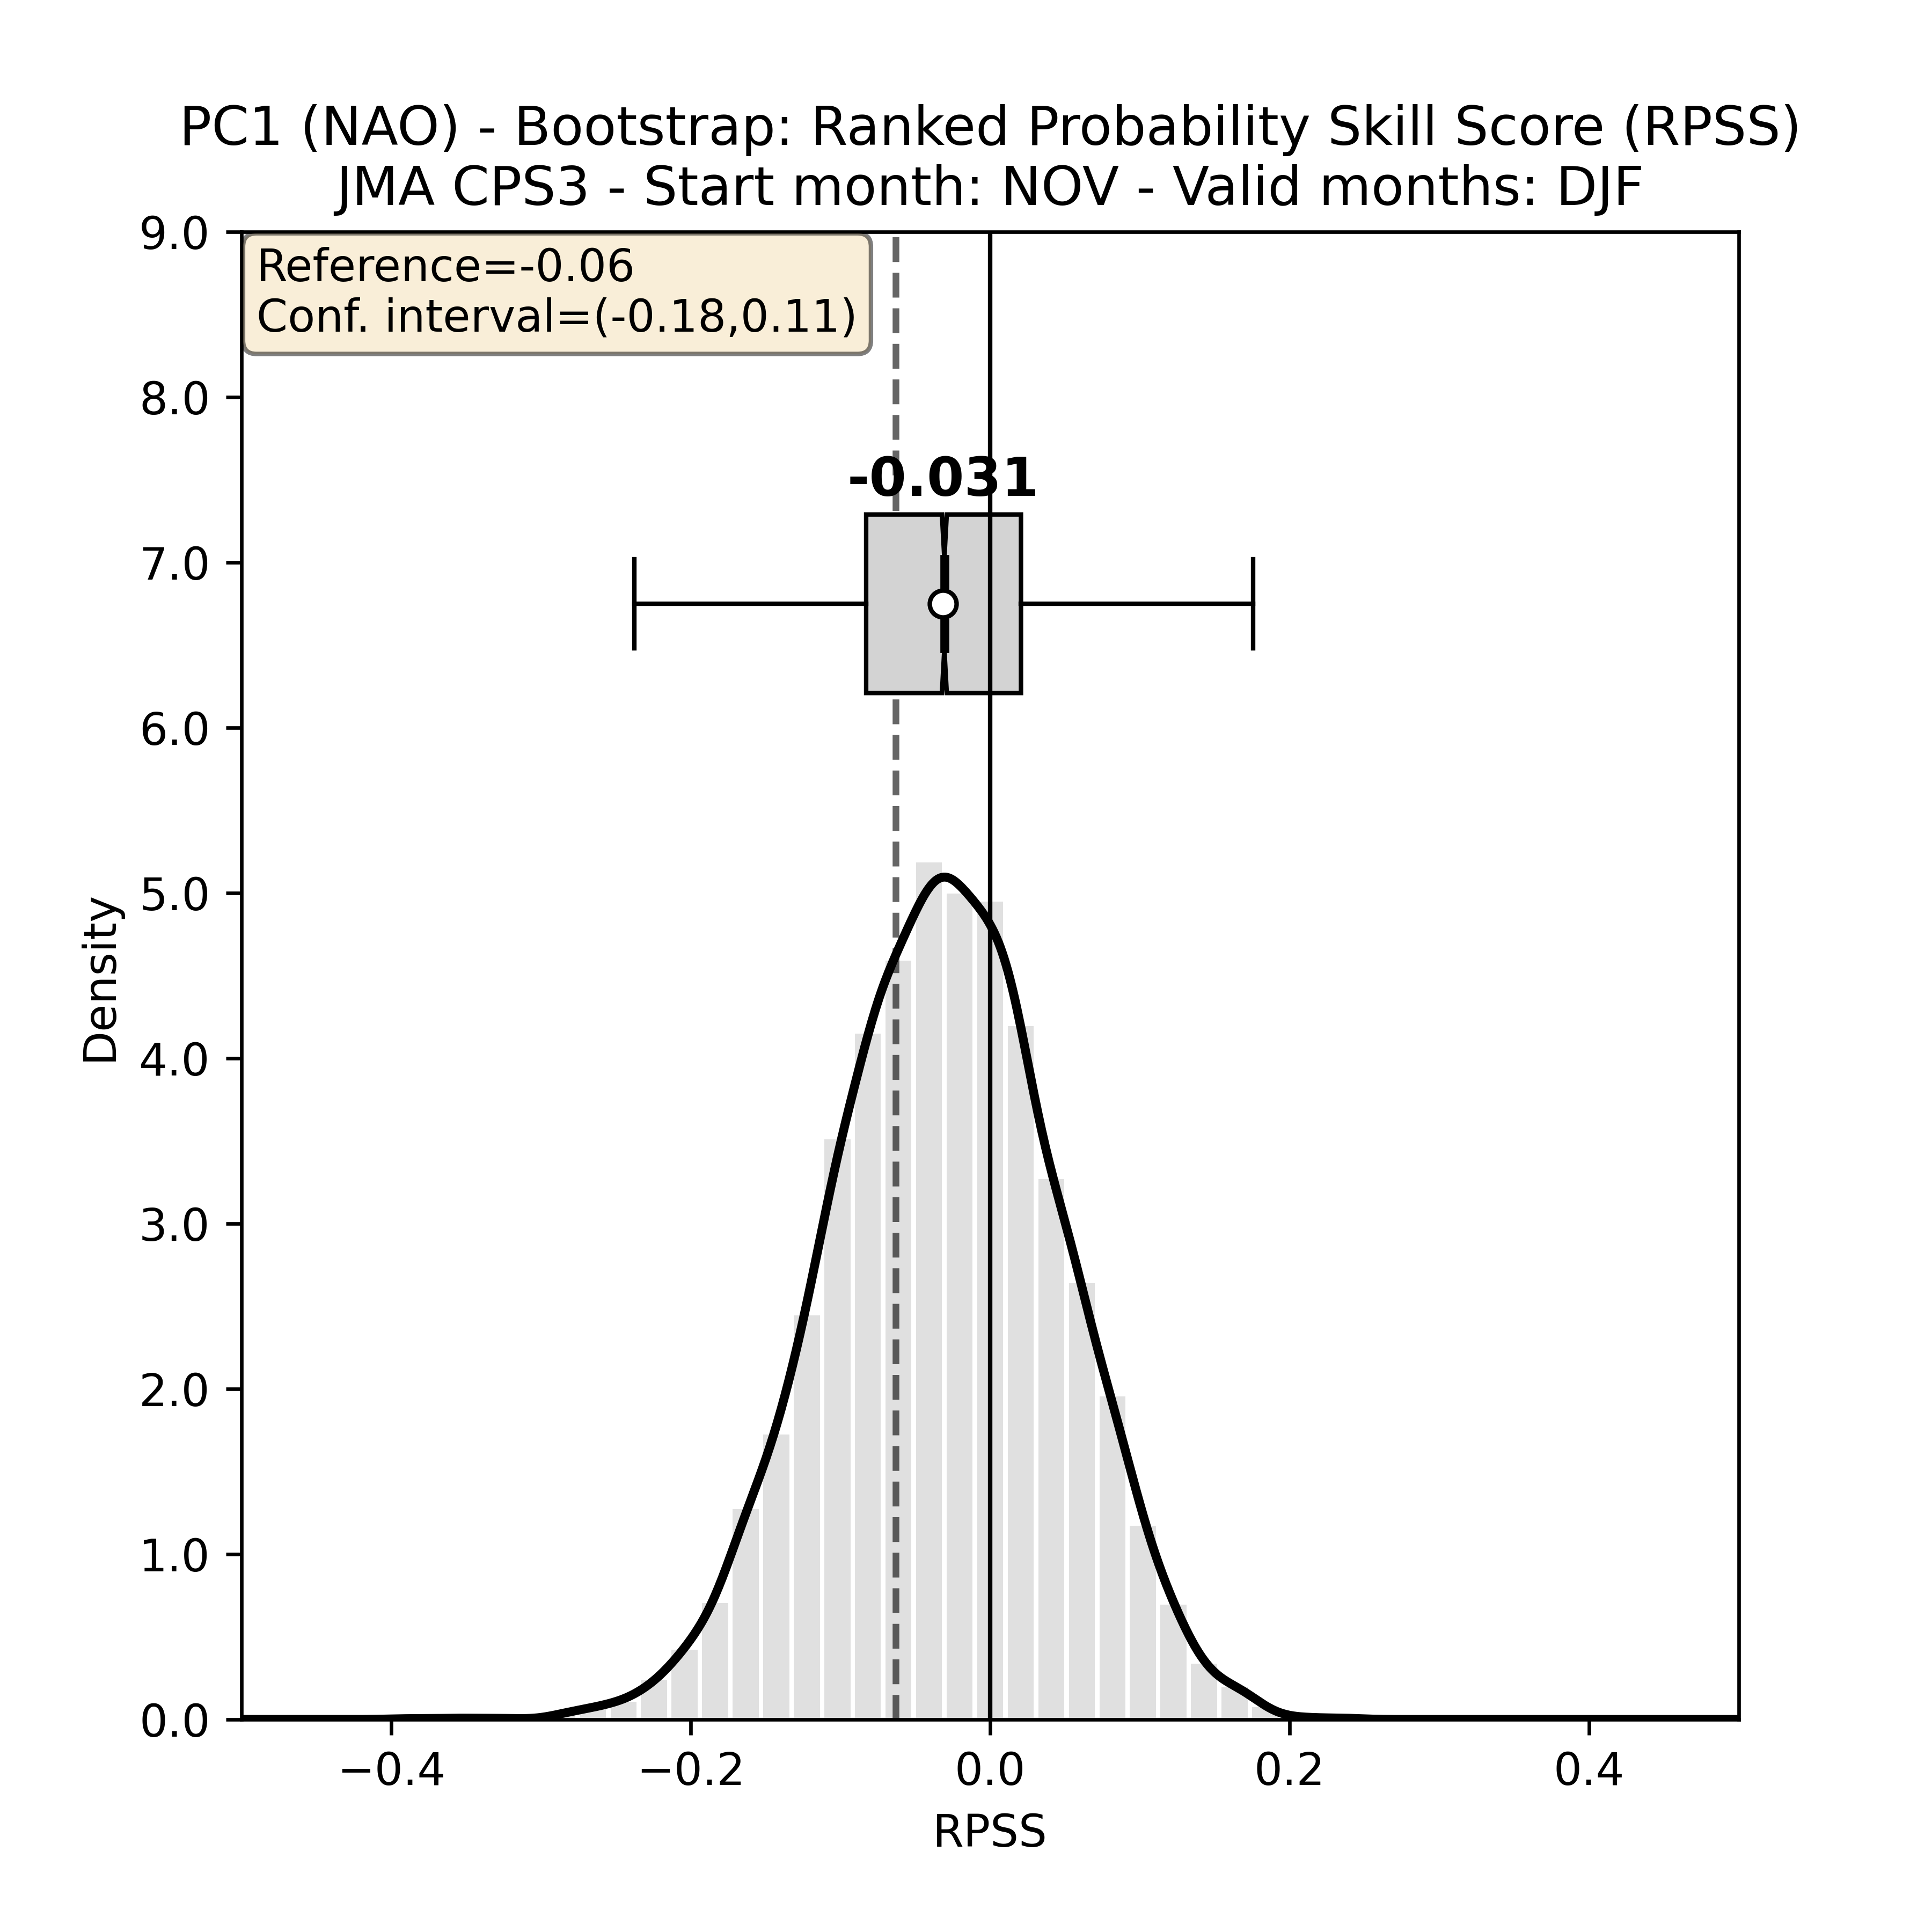 PC1 (NAO) - Bootstrap: Ranked Probability Skill Score (RPSS)
JMA CPS3 - Start month: NOV - Valid months: DJF
Reference=-0.06
Conf. interval=(-0.18,0.11)
-0.031
9.0
8.0
7.0
6.0
5.0
4.0
3.0
2.0
1.0
0.0
Density
−0.4 −0.2 0.0 0.2 0.4
RPSS